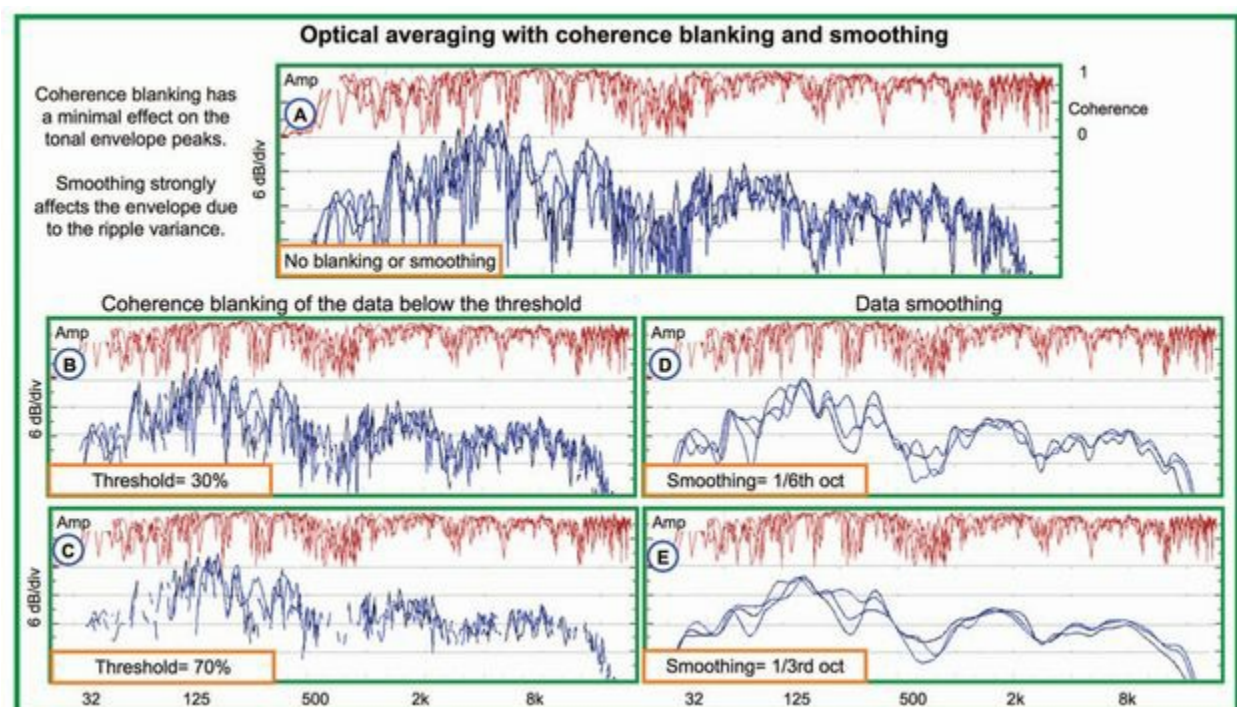 Optical averaging with coherence blanking and smoothing
Coherence blanking has
a minimal effect on the
tonal envelope peaks.
Smoothing strongly
affects the envelope due
to the ripple variance.
Amp
A
6 dB/div
1
Coherence
0
No blanking or smoothing
Coherence blanking of the data below the threshold
Amp
B
6 dB/div
Threshold= 30%
Amp
C
6 dB/div
Threshold= 70%
32 125 500 2k 8k
Data smoothing
Amp
D
Smoothing= 1/6th oct
Amp
E
Smoothing= 1/3rd oct
32 125 500 2k 8k